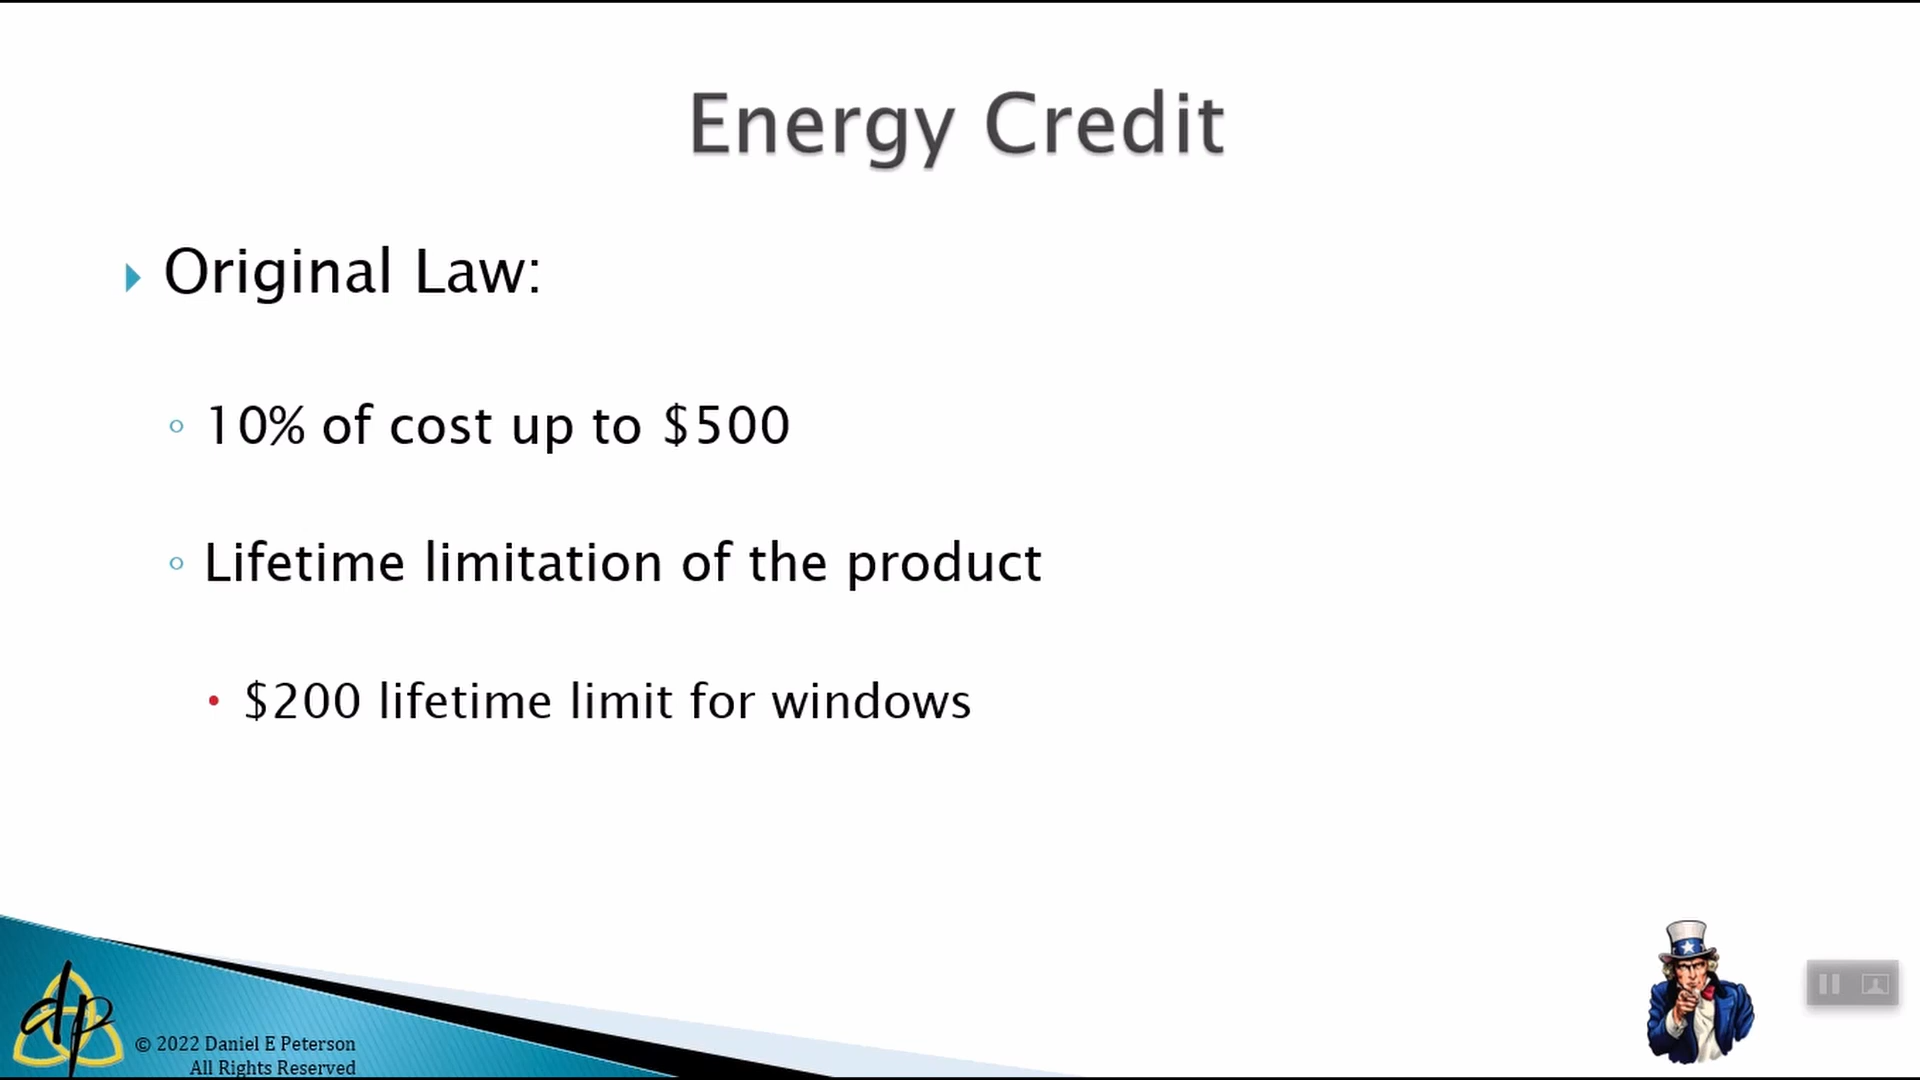 Energy Credit
Original Law:
10% of cost up to $500
Lifetime limitation of the product
$200 lifetime limit for windows
dp
© 2022 Daniel E Peterson
All Rights Reserved